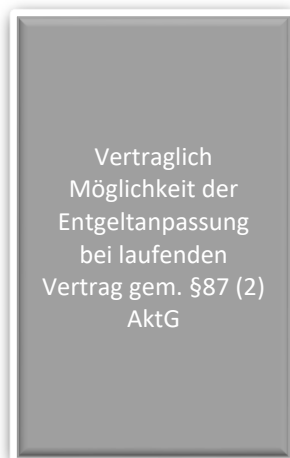 Vertraglich
Möglichkeit der
Entgeltanpassung
bei laufenden
Vertrag gem. §87 (2)
AktG